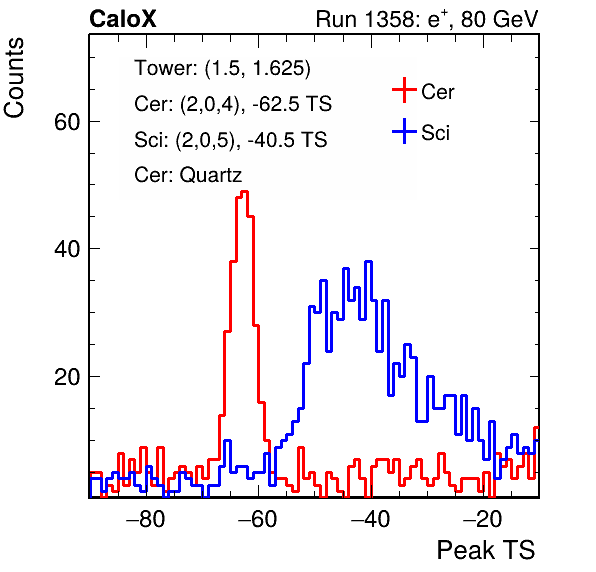 CaloX Run 1358: e⁺, 80 GeV
Counts
Tower: (1.5, 1.625)
Cer: (2,0,4), -62.5 TS
Sci: (2,0,5), -40.5 TS
Cer: Quartz
Cer
Sci
60
40
20
−80 −60 −40 −20
Peak TS